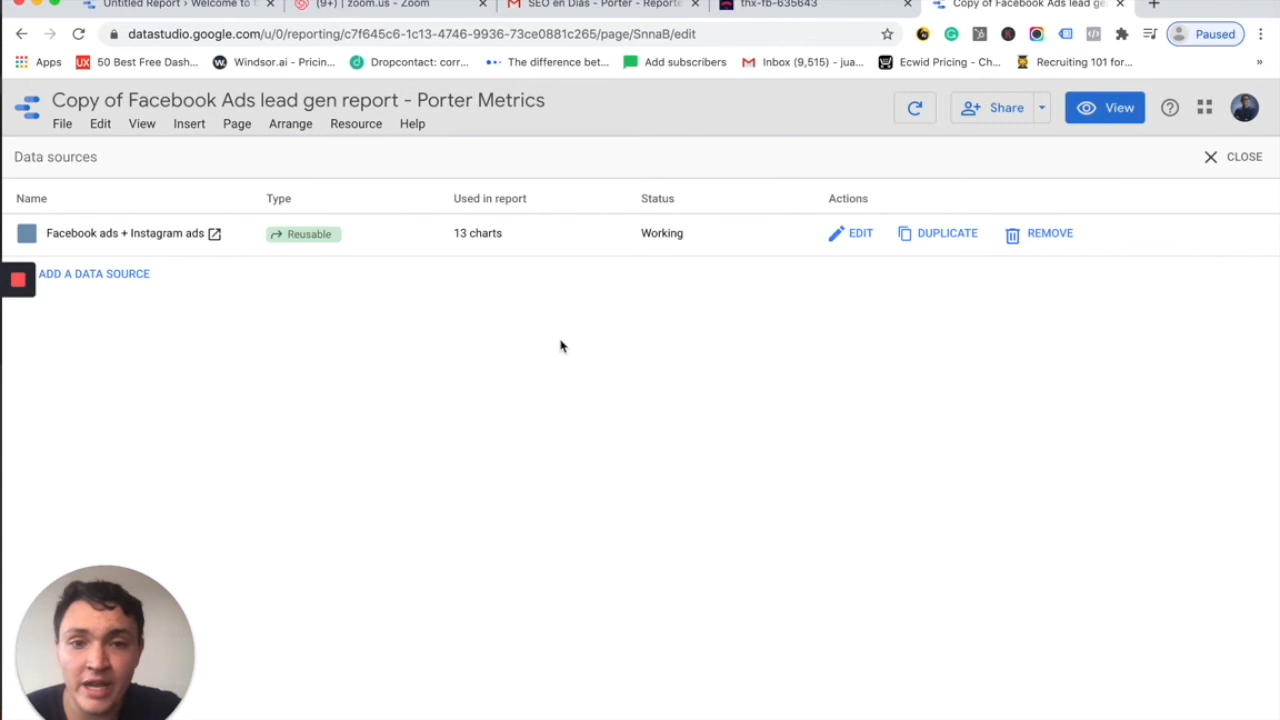 Untitled Report › Welcome to t
(9+) | zoom.us - Zoom
SEO en Días - Porter - Reporte
thx-fb-635643
Copy of Facebook Ads lead gen
datastudio.google.com/u/0/reporting/c7f645c6-1c13-4746-9936-73ce0881c265/page/SnnaB/edit
Paused
Apps
UX 50 Best Free Dash...
Windsor.ai - Pricin...
Dropcontact: corr...
The difference bet...
Add subscribers
Inbox (9,515) - jua...
Ecwid Pricing - Ch...
Recruiting 101 for...
»
Copy of Facebook Ads lead gen report - Porter Metrics
File Edit View Insert Page Arrange Resource Help
Share
View
Data sources
CLOSE
Name Type Used in report Status Actions
Facebook ads + Instagram ads Reusable 13 charts Working EDIT DUPLICATE REMOVE
ADD A DATA SOURCE